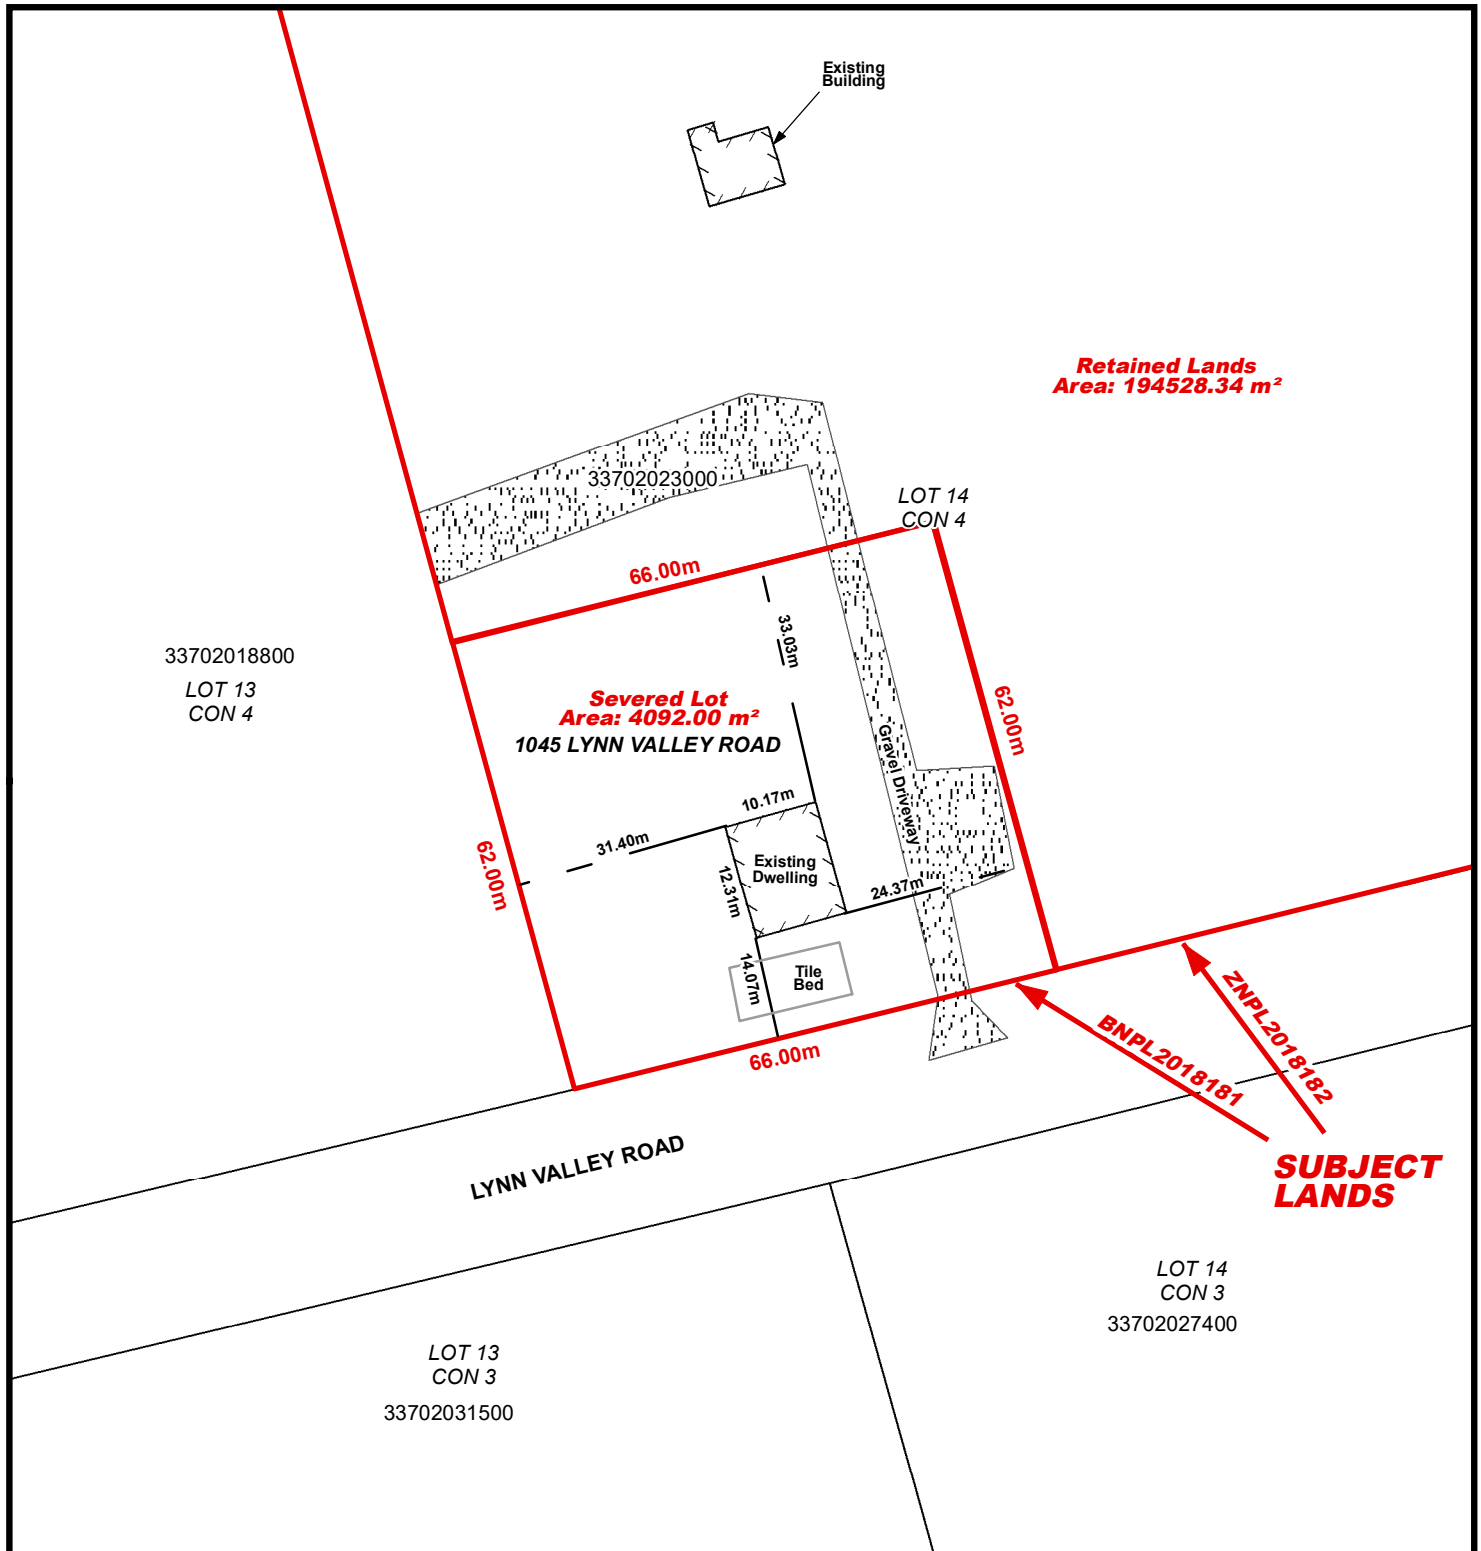 Existing
Building
Retained Lands
Area: 194528.34 m²
33702023000
LOT 14
CON 4
66.00m
33.03m
33702018800
LOT 13
CON 4
Severed Lot
Area: 4092.00 m²
1045 LYNN VALLEY ROAD
62.00m
Gravel Driveway
10.17m
31.40m
62.00m
Existing
Dwelling
12.31m
24.37m
14.07m
Tile
Bed
66.00m
ZNPL2018182
BNPL2018181
SUBJECT
LANDS
LYNN VALLEY ROAD
LOT 14
CON 3
33702027400
LOT 13
CON 3
33702031500